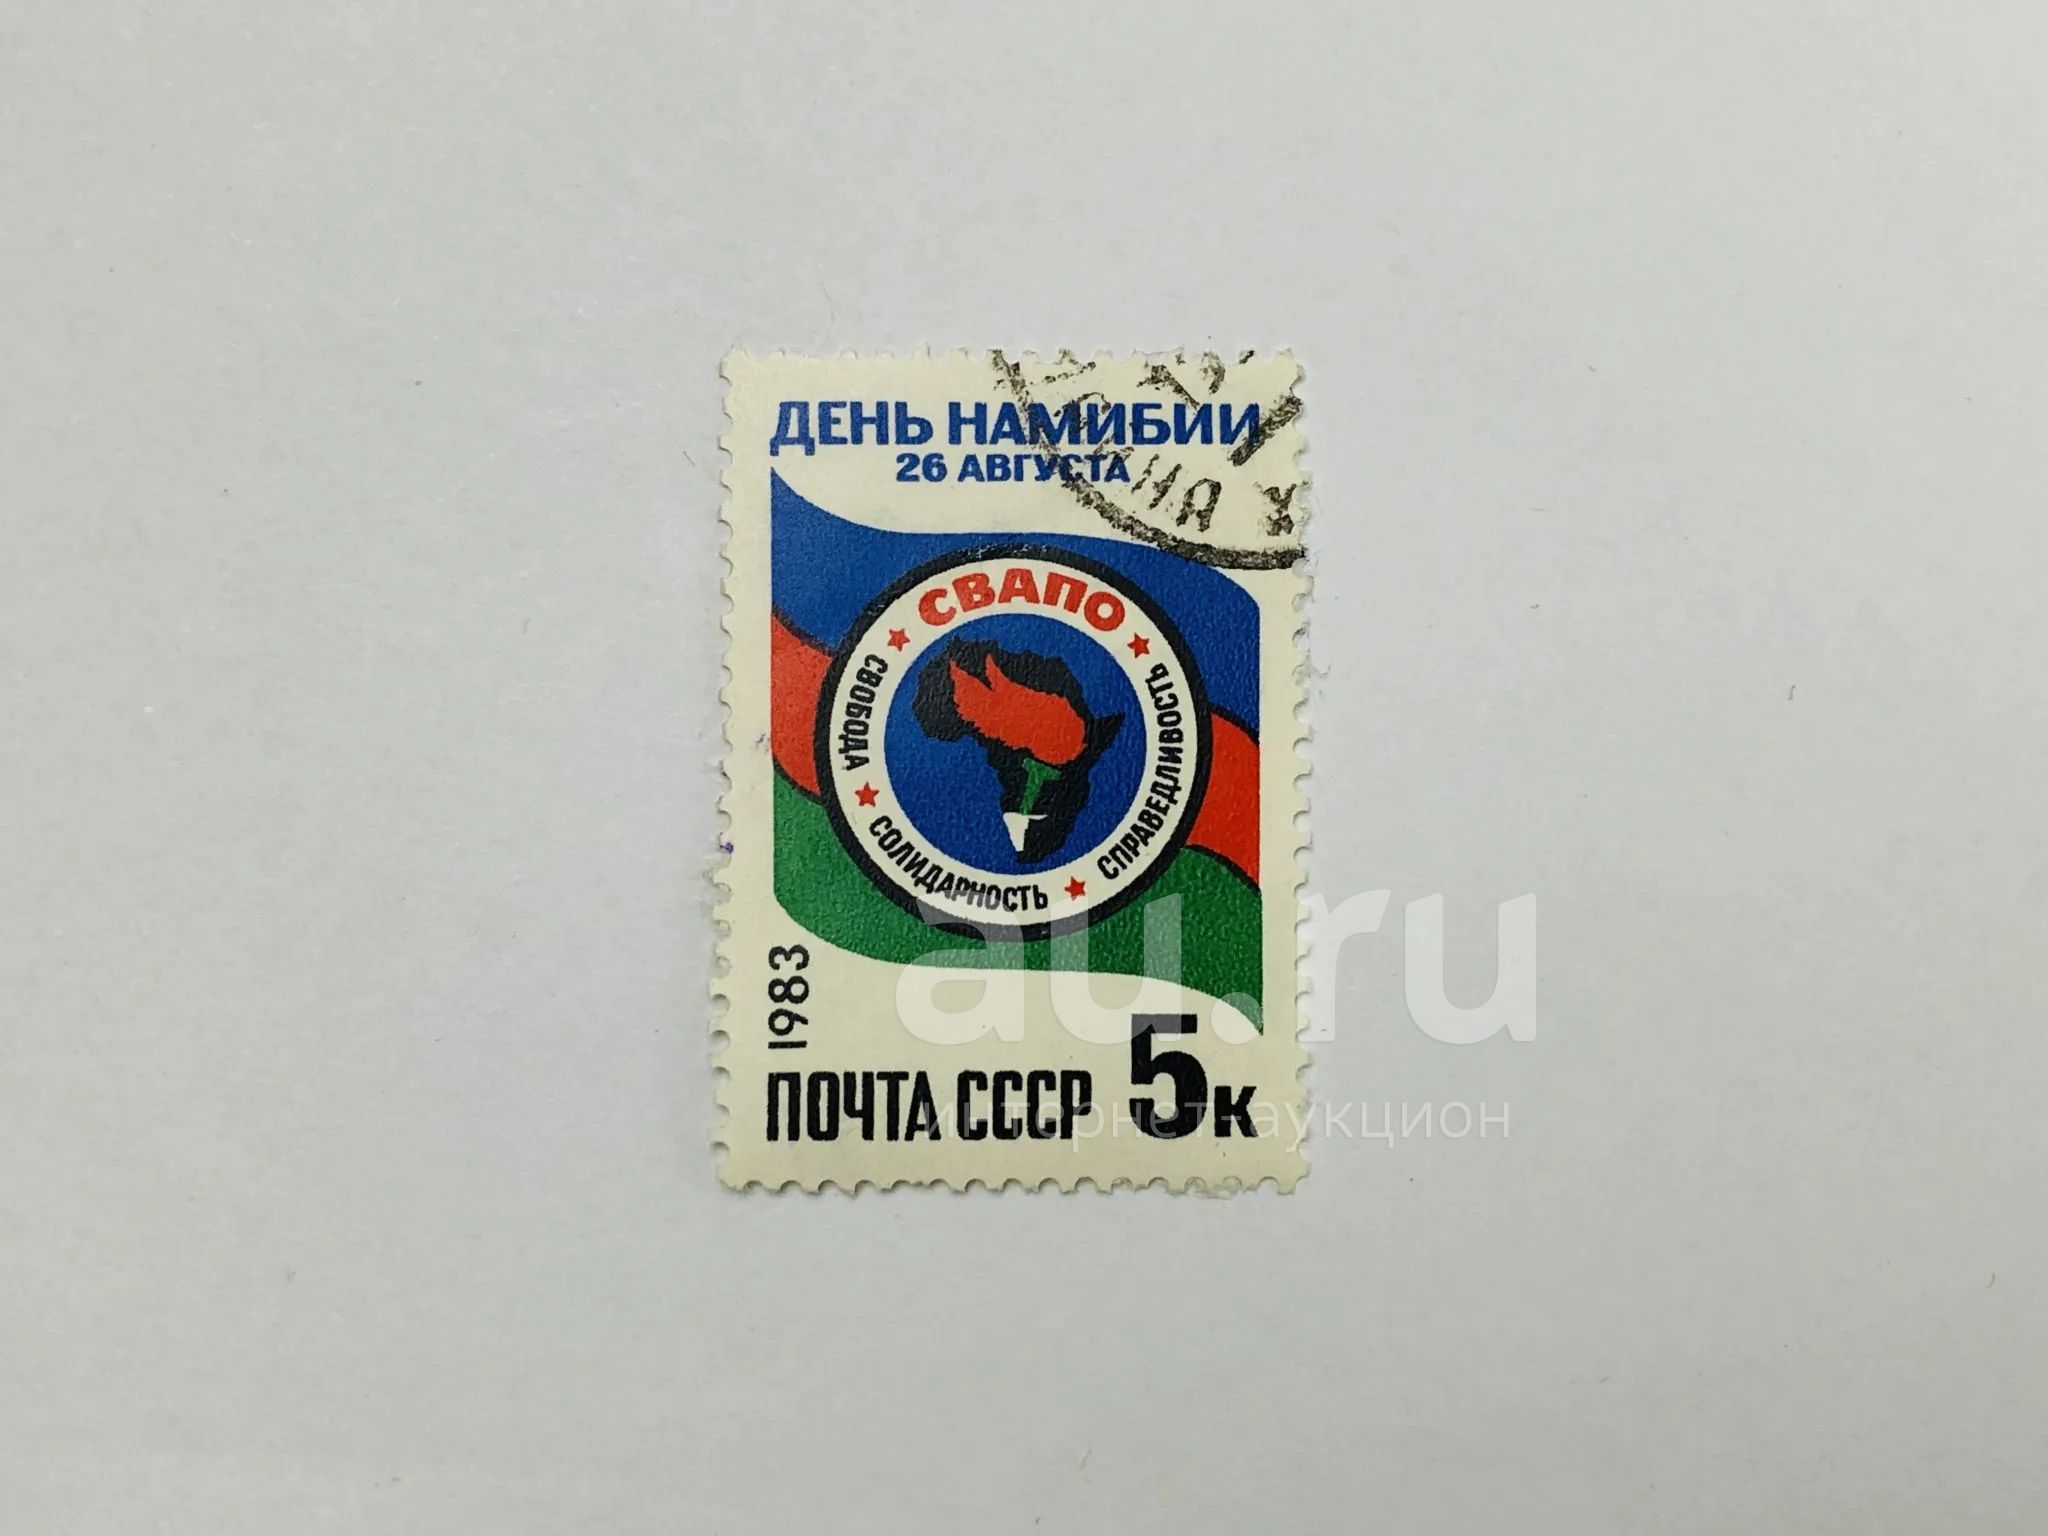 ДЕНЬ НАМИБИИ
26 АВГУСТА
СВАПО
СВОБОДА
СОЛИДАРНОСТЬ
СПРАВЕДЛИВОСТЬ
1983
ПОЧТА СССР 5к
au.ru
интернет-аукцион